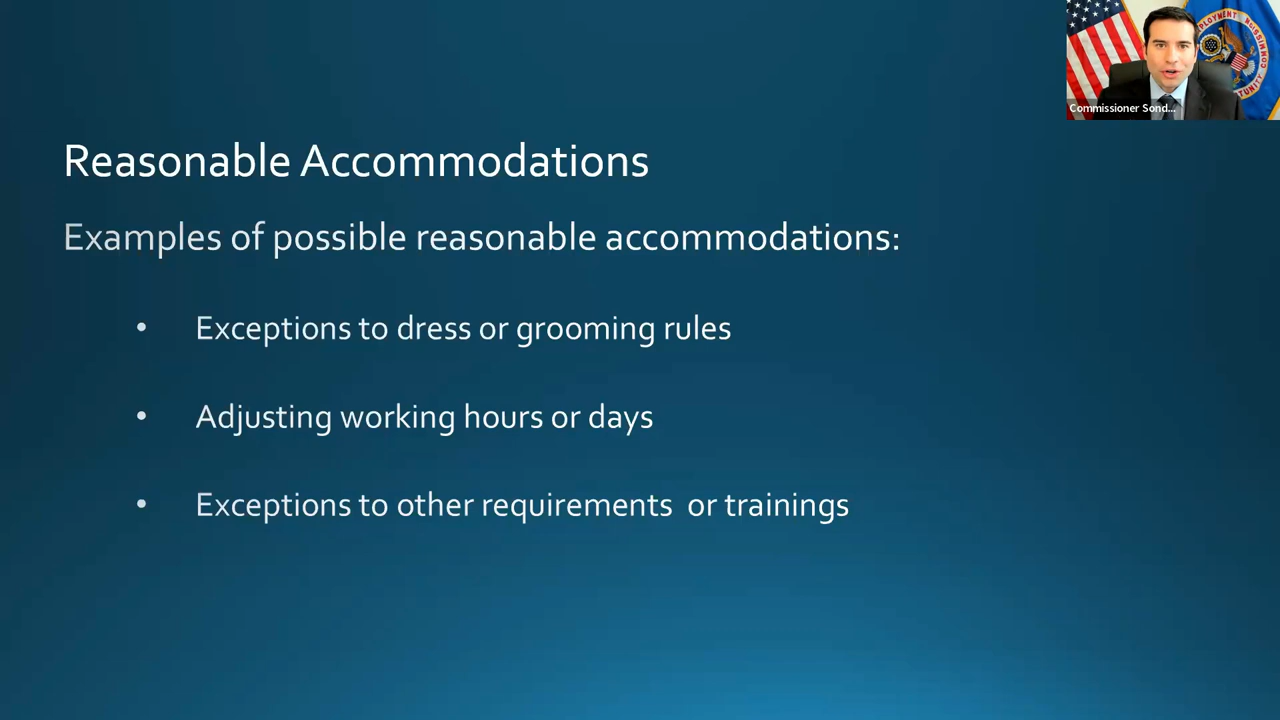 Reasonable Accommodations
Examples of possible reasonable accommodations:
• Exceptions to dress or grooming rules
• Adjusting working hours or days
• Exceptions to other requirements  or trainings
Commissioner Sond...